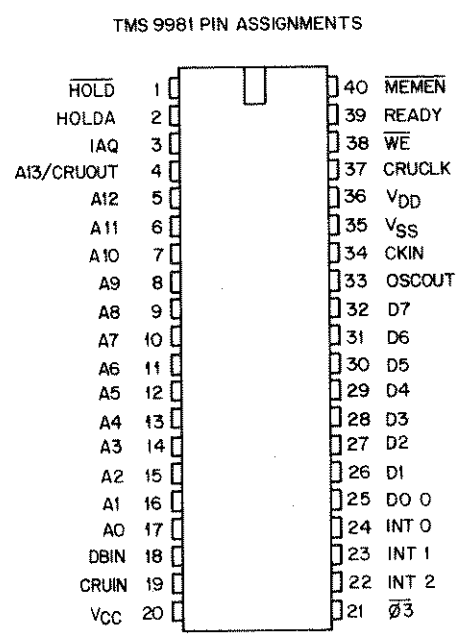 TMS 9981 PIN ASSIGNMENTS
HOLD 1 40 MEMEN
HOLDA 2 39 READY
IAQ 3 38 WE
A13/CRUOUT 4 37 CRUCLK
A12 5 36 VDD
A11 6 35 VSS
A10 7 34 CKIN
A9 8 33 OSCOUT
A8 9 32 D7
A7 10 31 D6
A6 11 30 D5
A5 12 29 D4
A4 13 28 D3
A3 14 27 D2
A2 15 26 D1
A1 16 25 DO O
A0 17 24 INT O
DBIN 18 23 INT 1
CRUIN 19 22 INT 2
VCC 20 21 Ø3